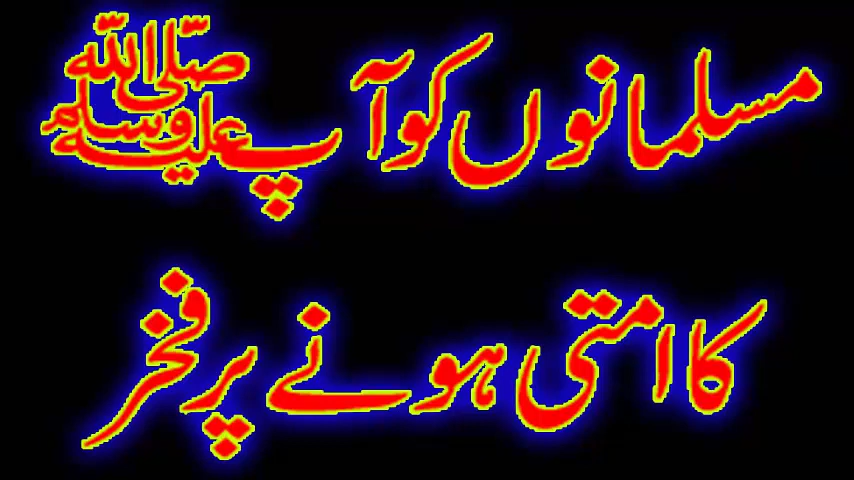 مسلمانوں کو آپ صلی اللہ علیہ وسلم
کا امتی ہونے پر فخر